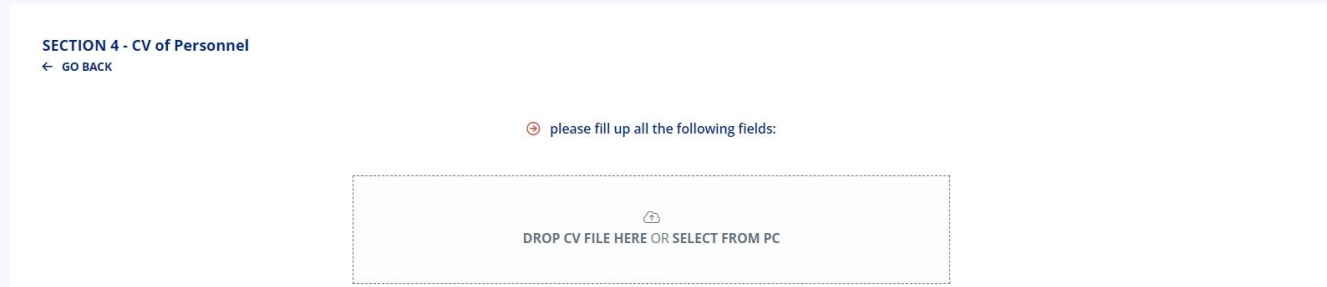 SECTION 4 - CV of Personnel
GO BACK
please fill up all the following fields:
DROP CV FILE HERE OR SELECT FROM PC